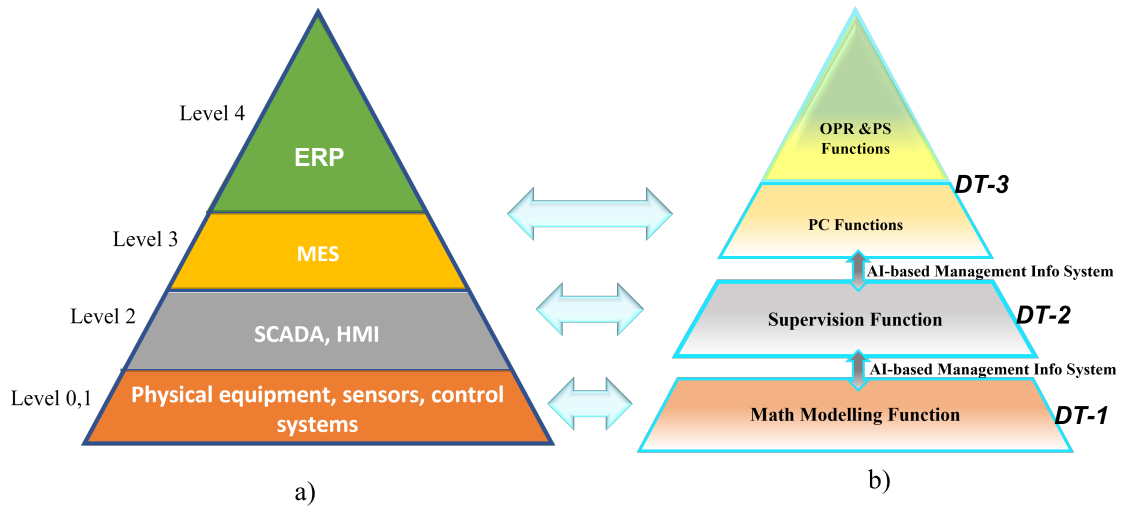 Level 4
ERP
Level 3
MES
Level 2
SCADA, HMI
Level 0,1
Physical equipment, sensors, control
systems
a)
OPR &PS
Functions
DT-3
PC Functions
AI-based Management Info System
Supervision Function
DT-2
AI-based Management Info System
Math Modelling Function
DT-1
b)